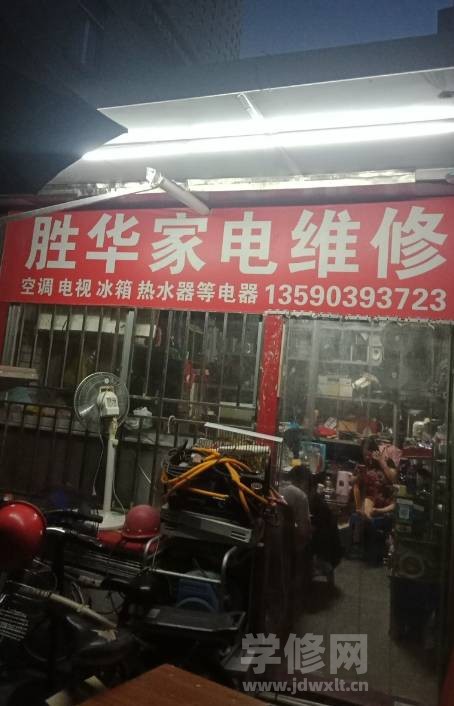 胜华家电维修
空调 电视 冰箱 热水器等电器 13590393723
学修网
www.jdwxlt.cn